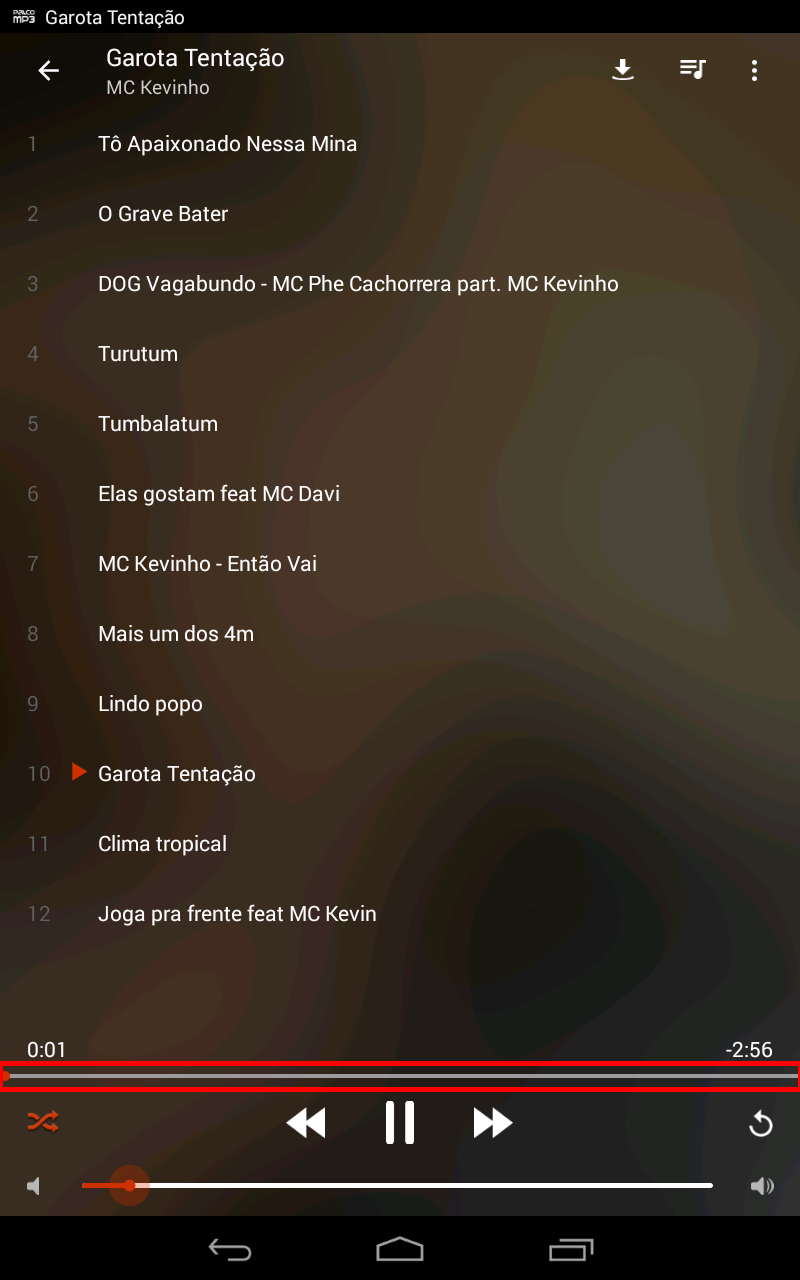 PALCO MP3 Garota Tentação
Garota Tentação
MC Kevinho
1 Tô Apaixonado Nessa Mina
2 O Grave Bater
3 DOG Vagabundo - MC Phe Cachorrera part. MC Kevinho
4 Turutum
5 Tumbalatum
6 Elas gostam feat MC Davi
7 MC Kevinho - Então Vai
8 Mais um dos 4m
9 Lindo popo
10 Garota Tentação
11 Clima tropical
12 Joga pra frente feat MC Kevin
0:01 -2:56